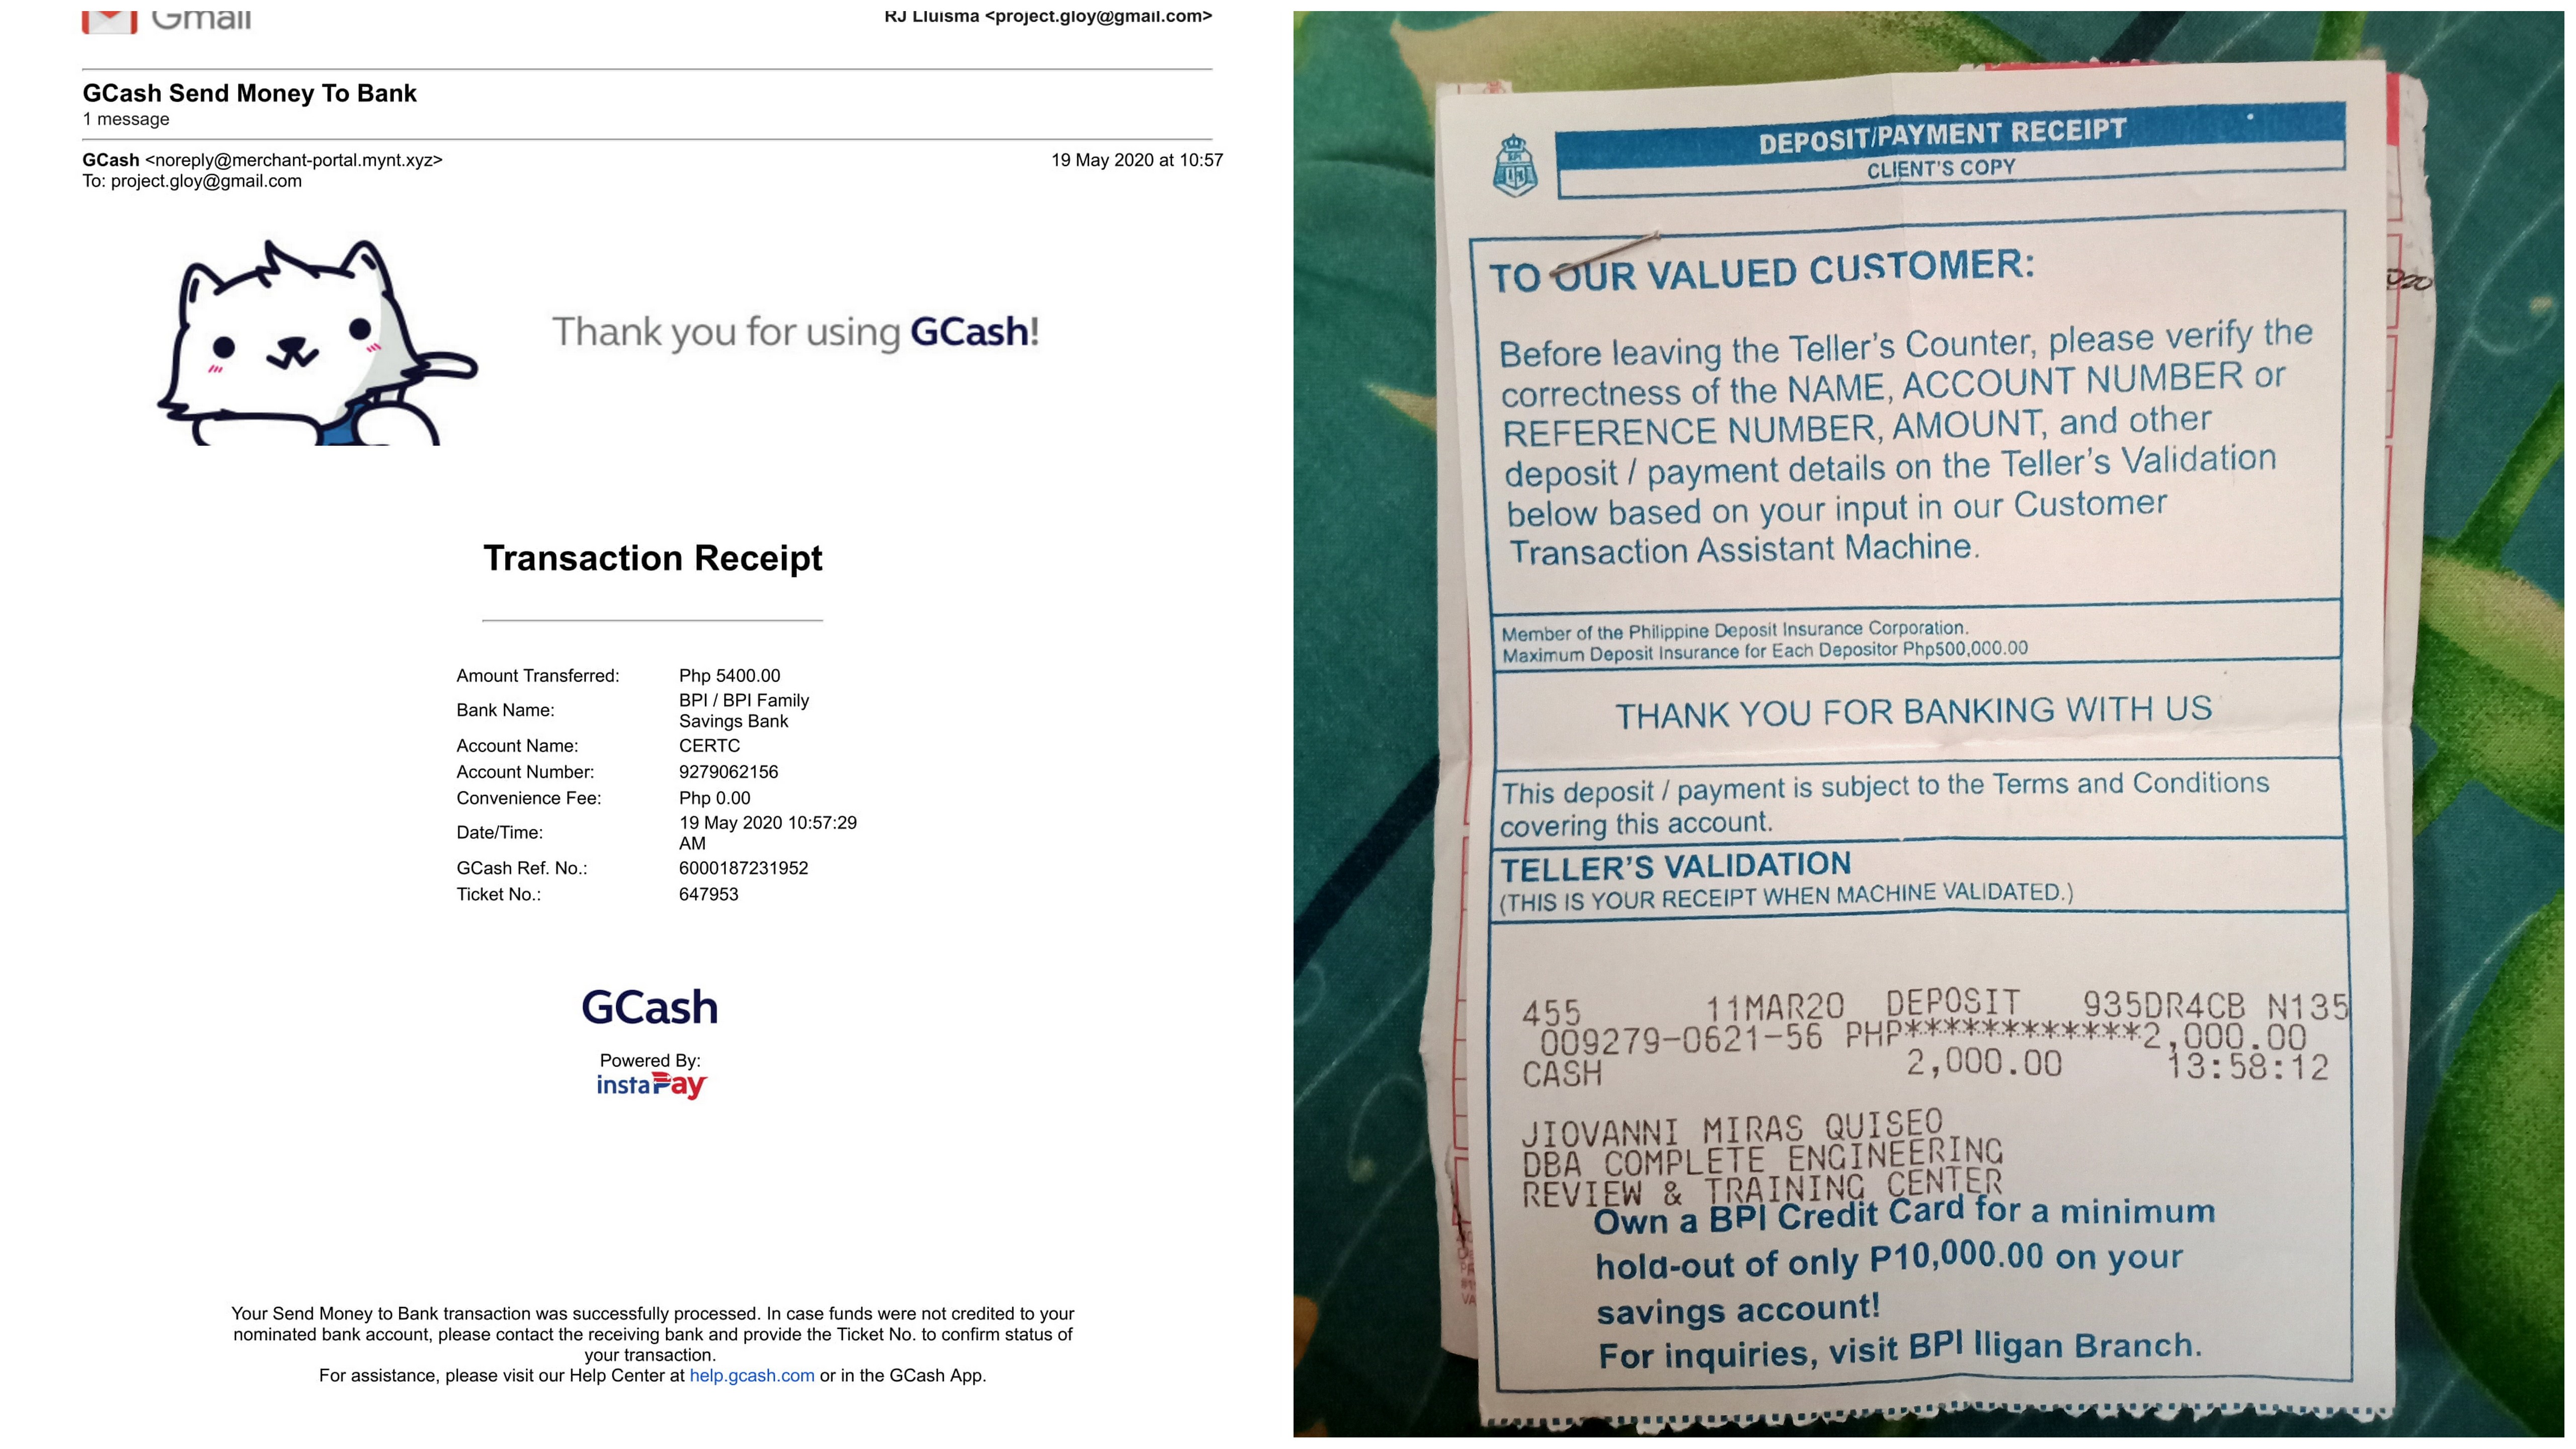 Gmail
RJ Lluisma <project.gloy@gmail.com>
GCash Send Money To Bank
1 message
GCash <noreply@merchant-portal.mynt.xyz>
19 May 2020 at 10:57
To: project.gloy@gmail.com
Thank you for using GCash!
Transaction Receipt
Amount Transferred: Php 5400.00
Bank Name: BPI / BPI Family
Savings Bank
Account Name: CERTC
Account Number: 9279062156
Convenience Fee: Php 0.00
Date/Time: 19 May 2020 10:57:29
AM
GCash Ref. No.: 6000187231952
Ticket No.: 647953
GCash
Powered By:
instaPay
Your Send Money to Bank transaction was successfully processed. In case funds were not credited to your
nominated bank account, please contact the receiving bank and provide the Ticket No. to confirm status of
your transaction.
For assistance, please visit our Help Center at help.gcash.com or in the GCash App.
BPI
DEPOSIT/PAYMENT RECEIPT
CLIENT'S COPY
TO OUR VALUED CUSTOMER:
Before leaving the Teller's Counter, please verify the
correctness of the NAME, ACCOUNT NUMBER or
REFERENCE NUMBER, AMOUNT, and other
deposit / payment details on the Teller's Validation
below based on your input in our Customer
Transaction Assistant Machine.
Member of the Philippine Deposit Insurance Corporation.
Maximum Deposit Insurance for Each Depositor Php500,000.00
THANK YOU FOR BANKING WITH US
This deposit / payment is subject to the Terms and Conditions
covering this account.
TELLER'S VALIDATION
(THIS IS YOUR RECEIPT WHEN MACHINE VALIDATED.)
455 11MAR20 DEPOSIT 935DR4CB N135
009279-0621-56 PHP************2,000.00
CASH 2,000.00 13:58:12
JIOVANNI MIRAS QUISEO
DBA COMPLETE ENGINEERING
REVIEW & TRAINING CENTER
Own a BPI Credit Card for a minimum
hold-out of only P10,000.00 on your
savings account!
For inquiries, visit BPI Iligan Branch.